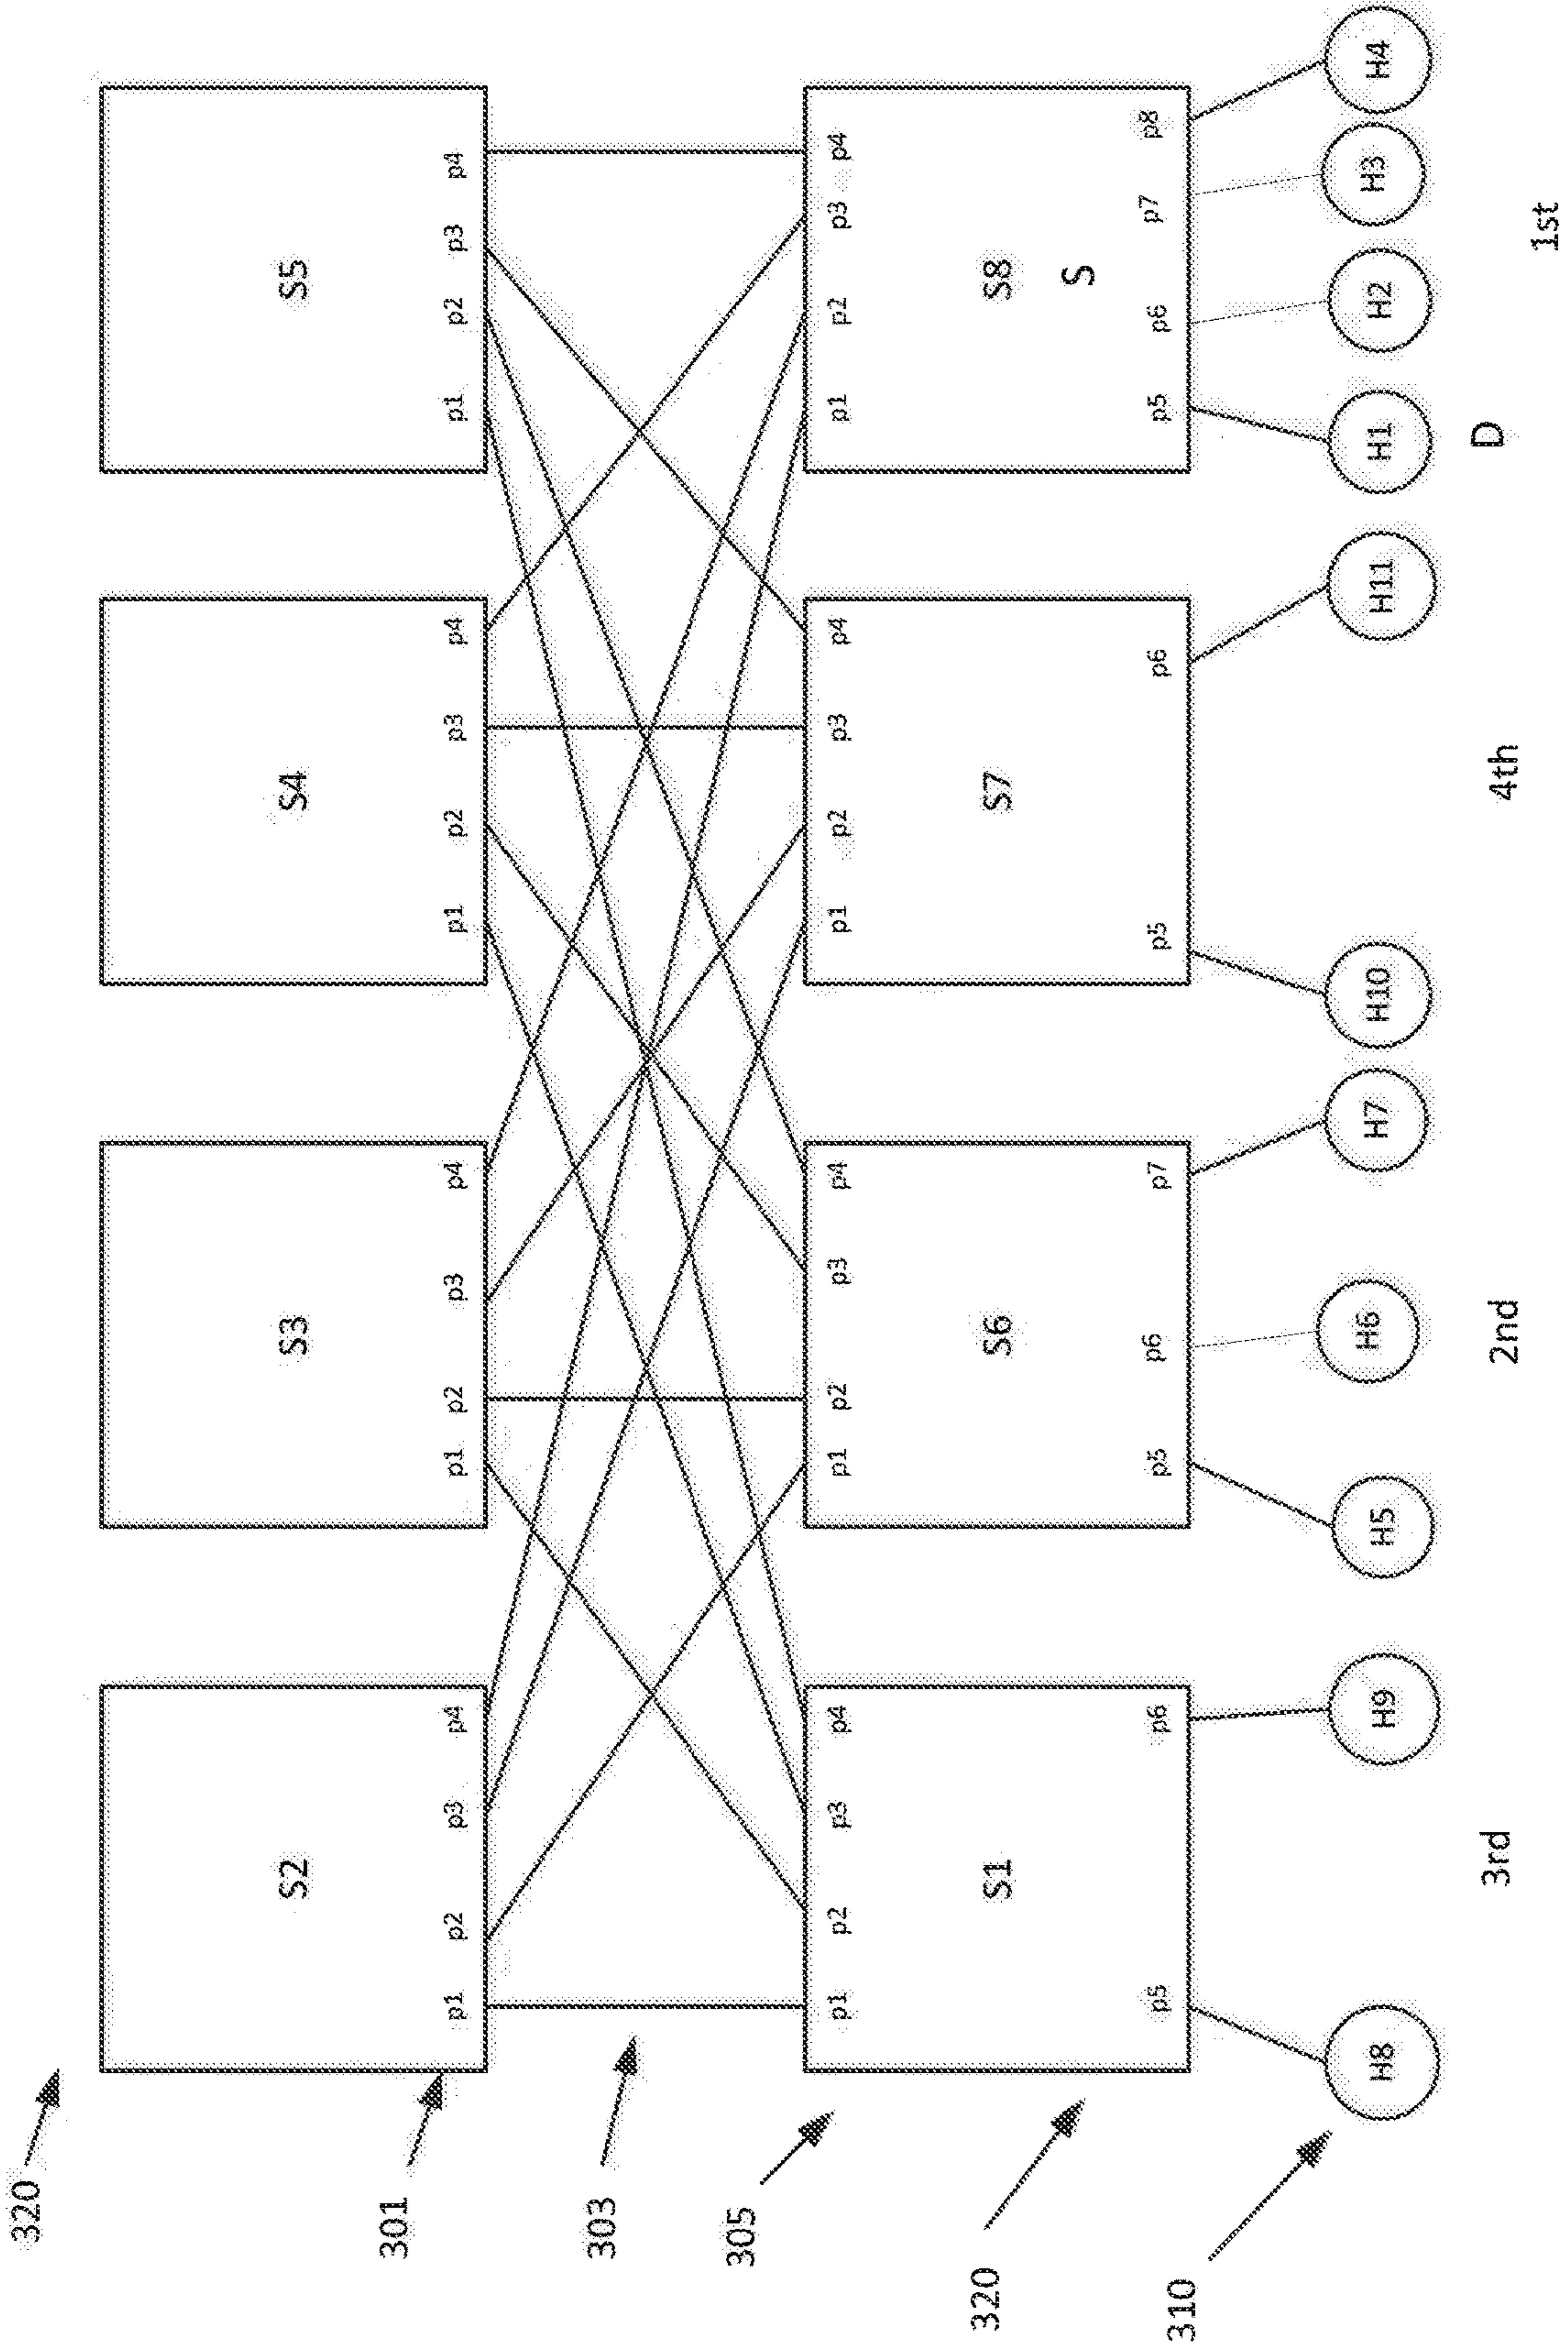 320
S2 S3 S4 S5
301
p1 p2 p3 p4 p1 p2 p3 p4 p1 p2 p3 p4 p1 p2 p3 p4
303
305
p1 p2 p3 p4 p1 p2 p3 p4 p1 p2 p3 p4 p1 p2 p3 p4
320
S1 S6 S7 S8
S
p5 p6 p5 p6 p7 p5 p6 p5 p6 p7 p8
310
H8 H9 H5 H6 H7 H10 H11 H1 H2 H3 H4
D
3rd 2nd 4th 1st